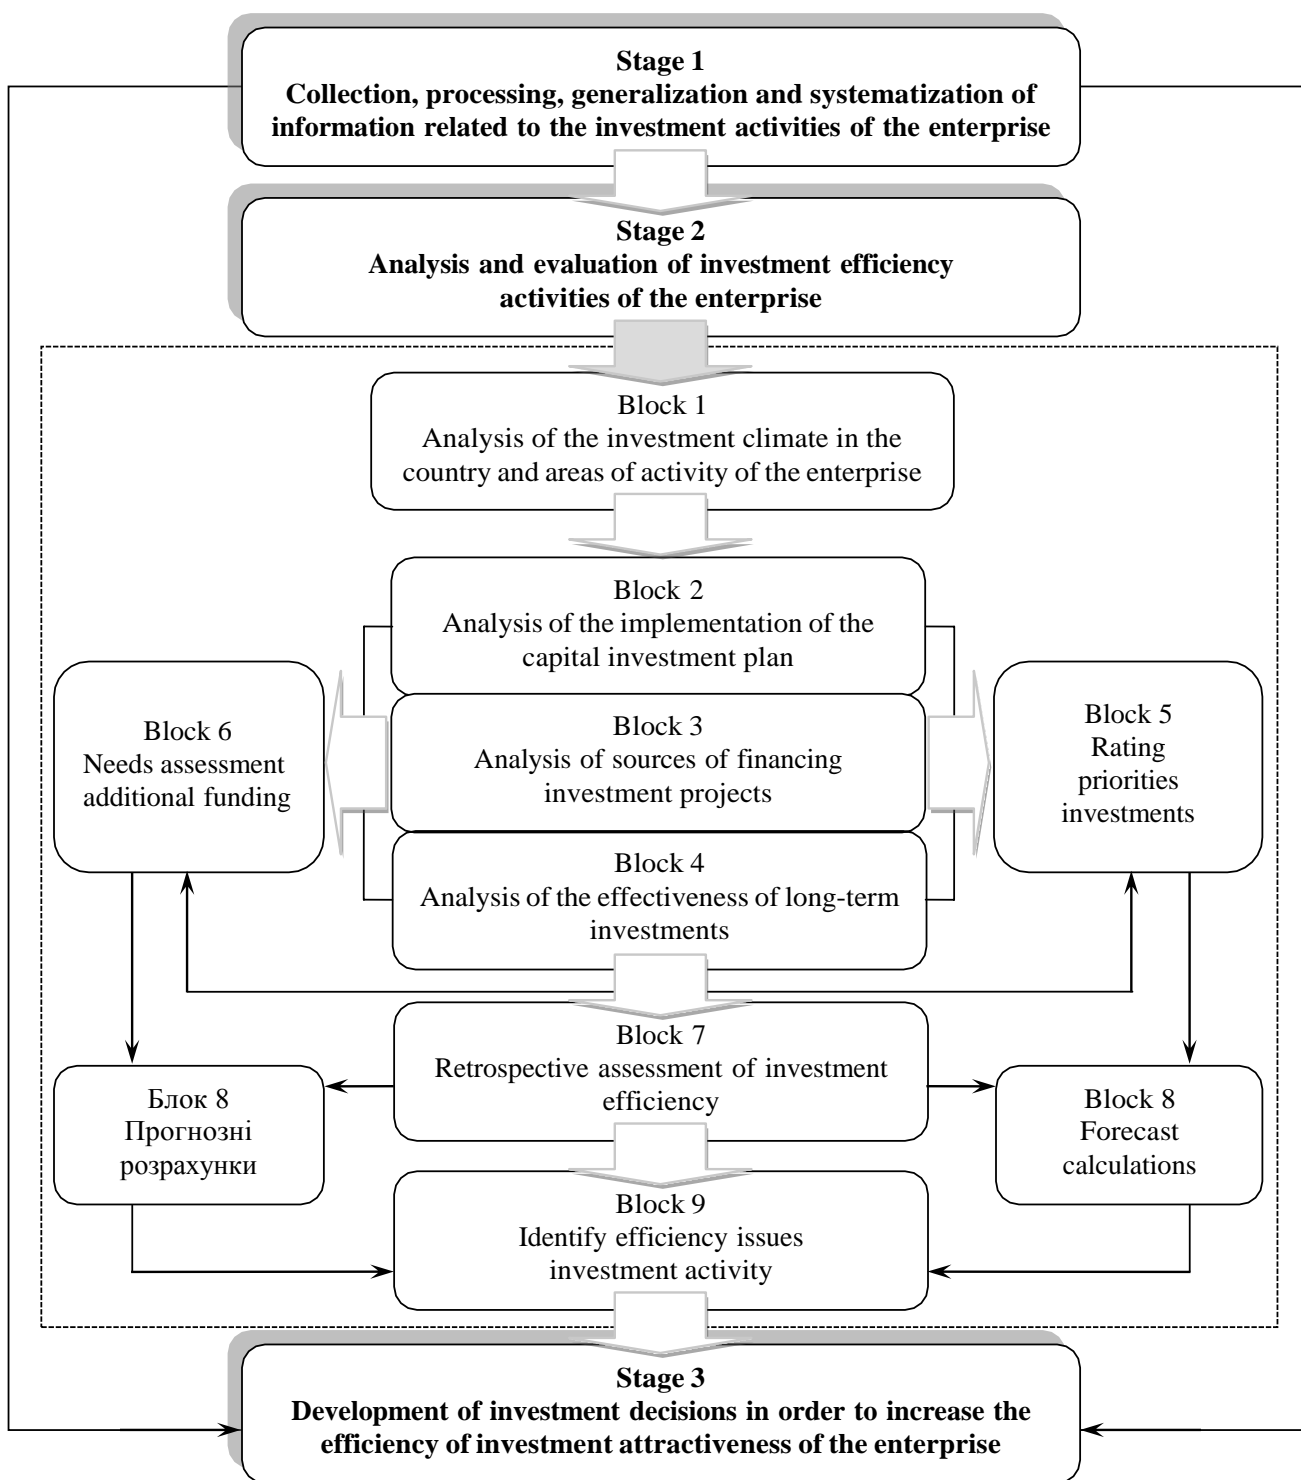 Stage 1
Collection, processing, generalization and systematization of
information related to the investment activities of the enterprise
Stage 2
Analysis and evaluation of investment efficiency
activities of the enterprise
Block 1
Analysis of the investment climate in the
country and areas of activity of the enterprise
Block 2
Analysis of the implementation of the
capital investment plan
Block 6
Needs assessment
additional funding
Block 3
Analysis of sources of financing
investment projects
Block 5
Rating
priorities
investments
Block 4
Analysis of the effectiveness of long-term
investments
Block 7
Retrospective assessment of investment
efficiency
Блок 8
Прогнозні
розрахунки
Block 8
Forecast
calculations
Block 9
Identify efficiency issues
investment activity
Stage 3
Development of investment decisions in order to increase the
efficiency of investment attractiveness of the enterprise